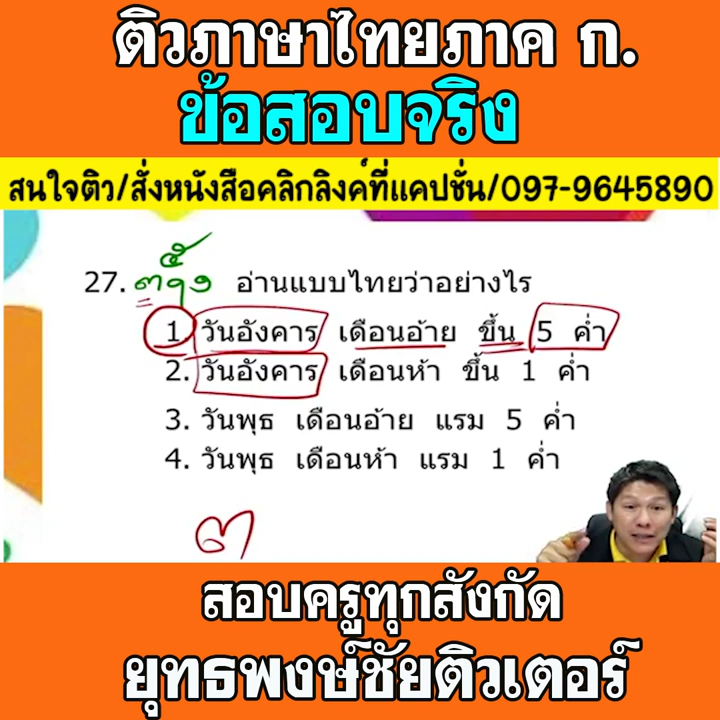 ติวภาษาไทยภาค ก.
ข้อสอบจริง
สนใจติว/สั่งหนังสือคลิกลิงค์ที่แคปชั่น/097-9645890
27. อ่านแบบไทยว่าอย่างไร
1. วันอังคาร เดือนอ้าย ขึ้น 5 ค่ำ
2. วันอังคาร เดือนห้า ขึ้น 1 ค่ำ
3. วันพุธ เดือนอ้าย แรม 5 ค่ำ
4. วันพุธ เดือนห้า แรม 1 ค่ำ
๓
สอบครูทุกสังกัด
ยุทธพงษ์ชัยติวเตอร์